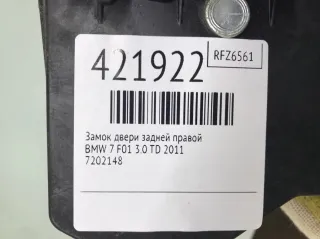 421922
RFZ6561
Замок двери задней правой
BMW 7 F01 3.0 TD 2011
7202148